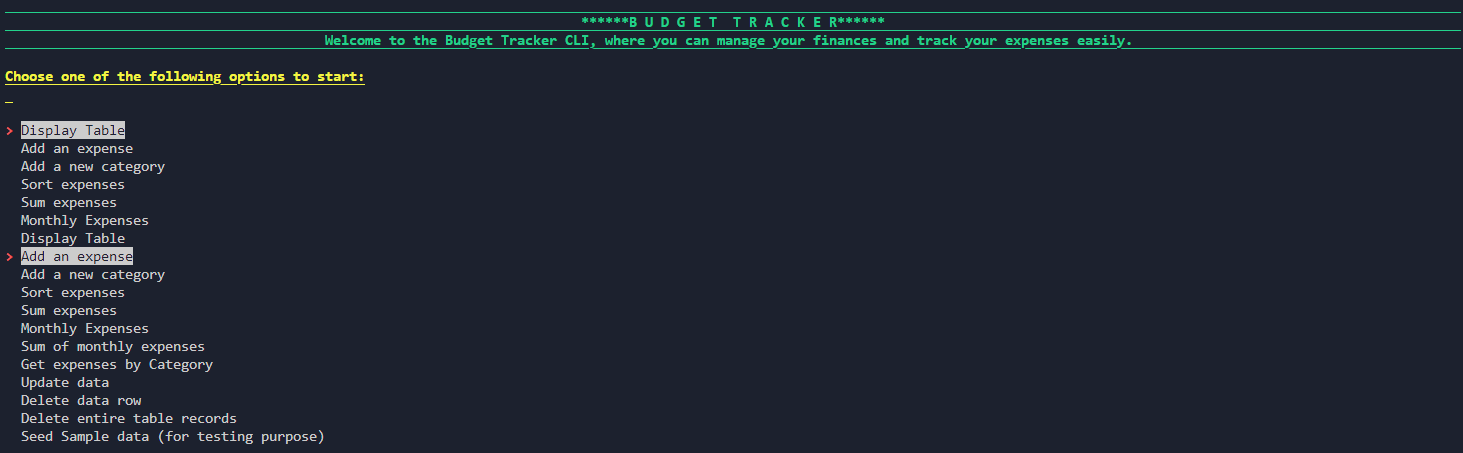 ******B U D G E T  T R A C K E R******
Welcome to the Budget Tracker CLI, where you can manage your finances and track your expenses easily.
Choose one of the following options to start:
_
> Display Table
Add an expense
Add a new category
Sort expenses
Sum expenses
Monthly Expenses
Display Table
> Add an expense
Add a new category
Sort expenses
Sum expenses
Monthly Expenses
Sum of monthly expenses
Get expenses by Category
Update data
Delete data row
Delete entire table records
Seed Sample data (for testing purpose)